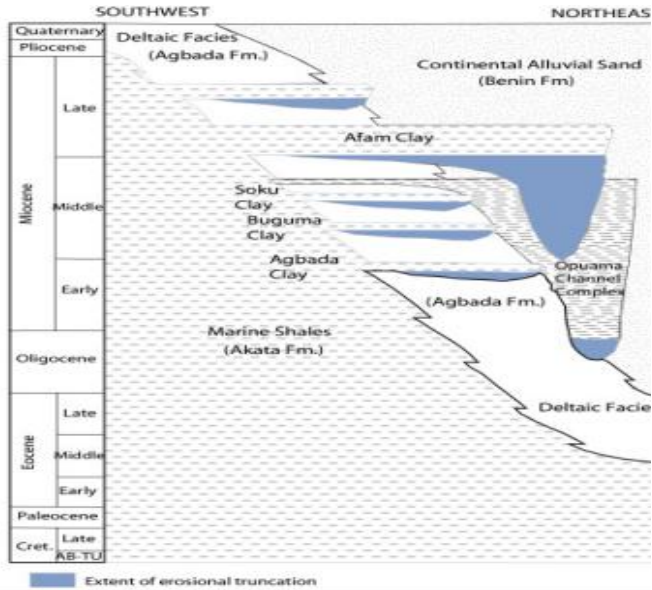 SOUTHWEST
NORTHEAS
Quaternary
Pliocene
Miocene
Late
Middle
Early
Oligocene
Eocene
Late
Middle
Early
Paleocene
Cret.
Late
AB-TU
Deltaic Facies
(Agbada Fm.)
Continental Alluvial Sand
(Benin Fm)
Afam Clay
Soku
Clay
Buguma
Clay
Agbada
Clay
Opuama
Channel
Complex
(Agbada Fm.)
Marine Shales
(Akata Fm.)
Deltaic Facie
Extent of erosional truncation